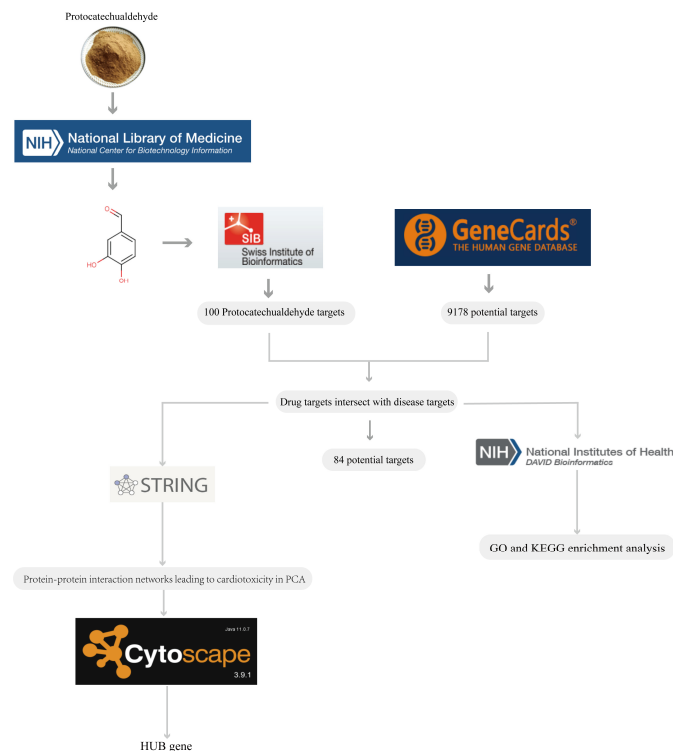 Protocatechualdehyde
NIH National Library of Medicine
National Center for Biotechnology Information
O
HO
OH
SIB
Swiss Institute of
Bioinformatics
GeneCards®
THE HUMAN GENE DATABASE
100 Protocatechualdehyde targets
9178 potential targets
Drug targets intersect with disease targets
84 potential targets
NIH National Institutes of Health
DAVID Bioinformatics
STRING
GO and KEGG enrichment analysis
Protein-protein interaction networks leading to cardiotoxicity in PCA
Java 11.0.7
Cytoscape
3.9.1
HUB gene